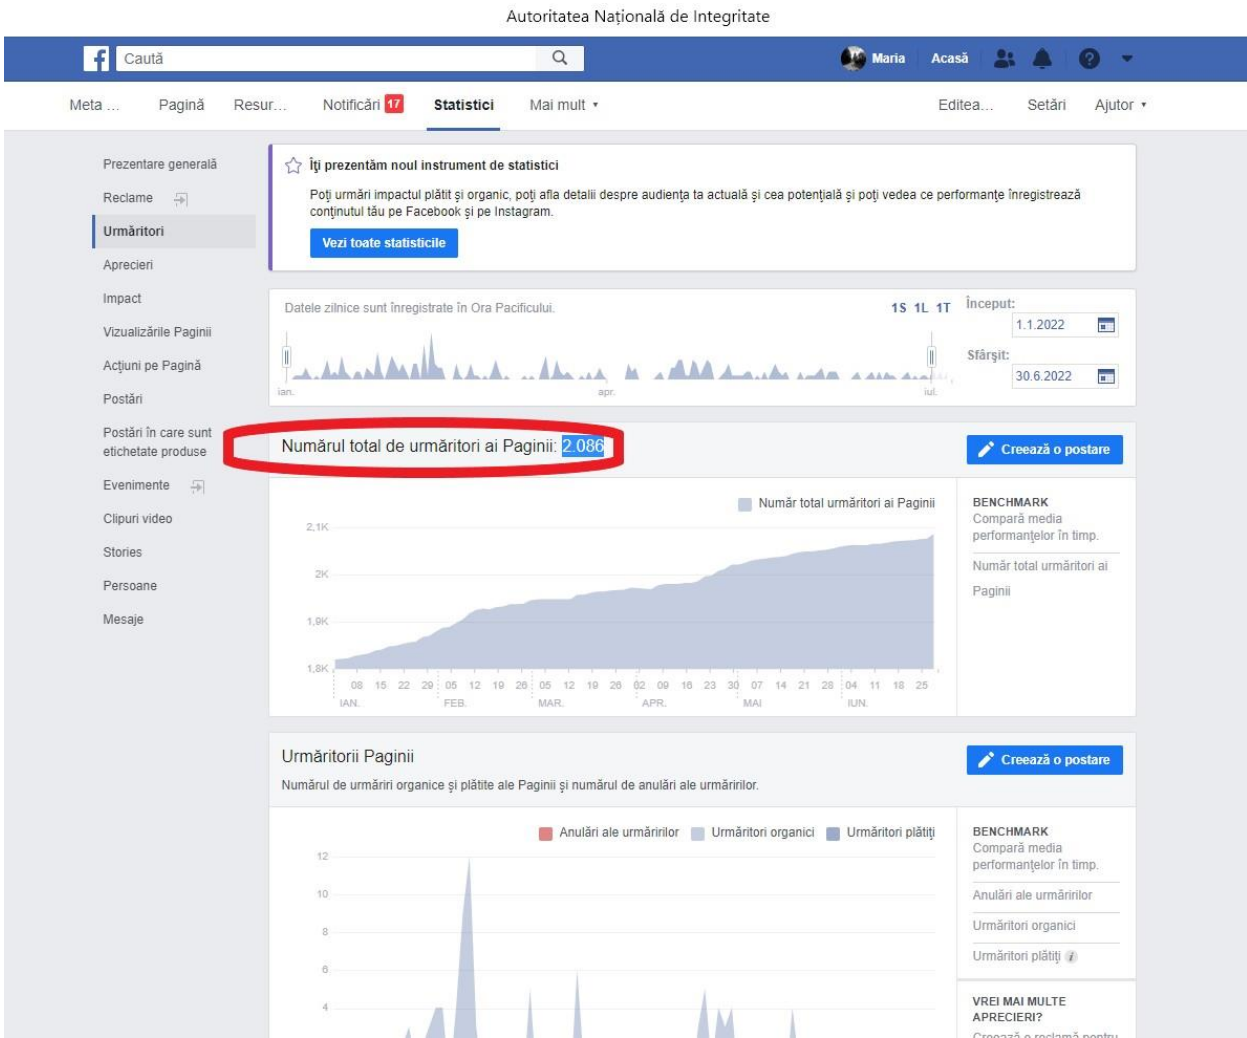 Autoritatea Națională de Integritate
f Caută Maria Acasă
Meta ... Pagină Resur... Notificări 17 Statistici Mai mult Editea... Setări Ajutor
Prezentare generală
Reclame
Urmăritori
Aprecieri
Impact
Vizualizările Paginii
Acțiuni pe Pagină
Postări
Postări în care sunt
etichetate produse
Evenimente
Clipuri video
Stories
Persoane
Mesaje
Îți prezentăm noul instrument de statistici
Poți urmări impactul plătit și organic, poți afla detalii despre audiența ta actuală și cea potențială și poți vedea ce performanțe înregistrează
conținutul tău pe Facebook și pe Instagram.
Vezi toate statisticile
Datele zilnice sunt înregistrate în Ora Pacificului.
1S 1L 1T
Început:
1.1.2022
Sfârșit:
30.6.2022
ian. apr. iul.
Numărul total de urmăritori ai Paginii: 2.086
Creează o postare
Număr total urmăritori ai Paginii
2,1K
2K
1,9K
1,8K
08 15 22 29 05 12 19 26 05 12 19 26 02 09 16 23 30 07 14 21 28 04 11 18 25
IAN. FEB. MAR. APR. MAI IUN.
BENCHMARK
Compară media
performanțelor în timp.
Număr total urmăritori ai
Paginii
Urmăritorii Paginii
Numărul de urmăriri organice și plătite ale Paginii și numărul de anulări ale urmăririlor.
Creează o postare
Anulări ale urmăririlor Urmăritori organici Urmăritori plătiți
12
10
8
6
4
BENCHMARK
Compară media
performanțelor în timp.
Anulări ale urmăririlor
Urmăritori organici
Urmăritori plătiți i
VREI MAI MULTE
APRECIERI?
Creează o reclamă pentru